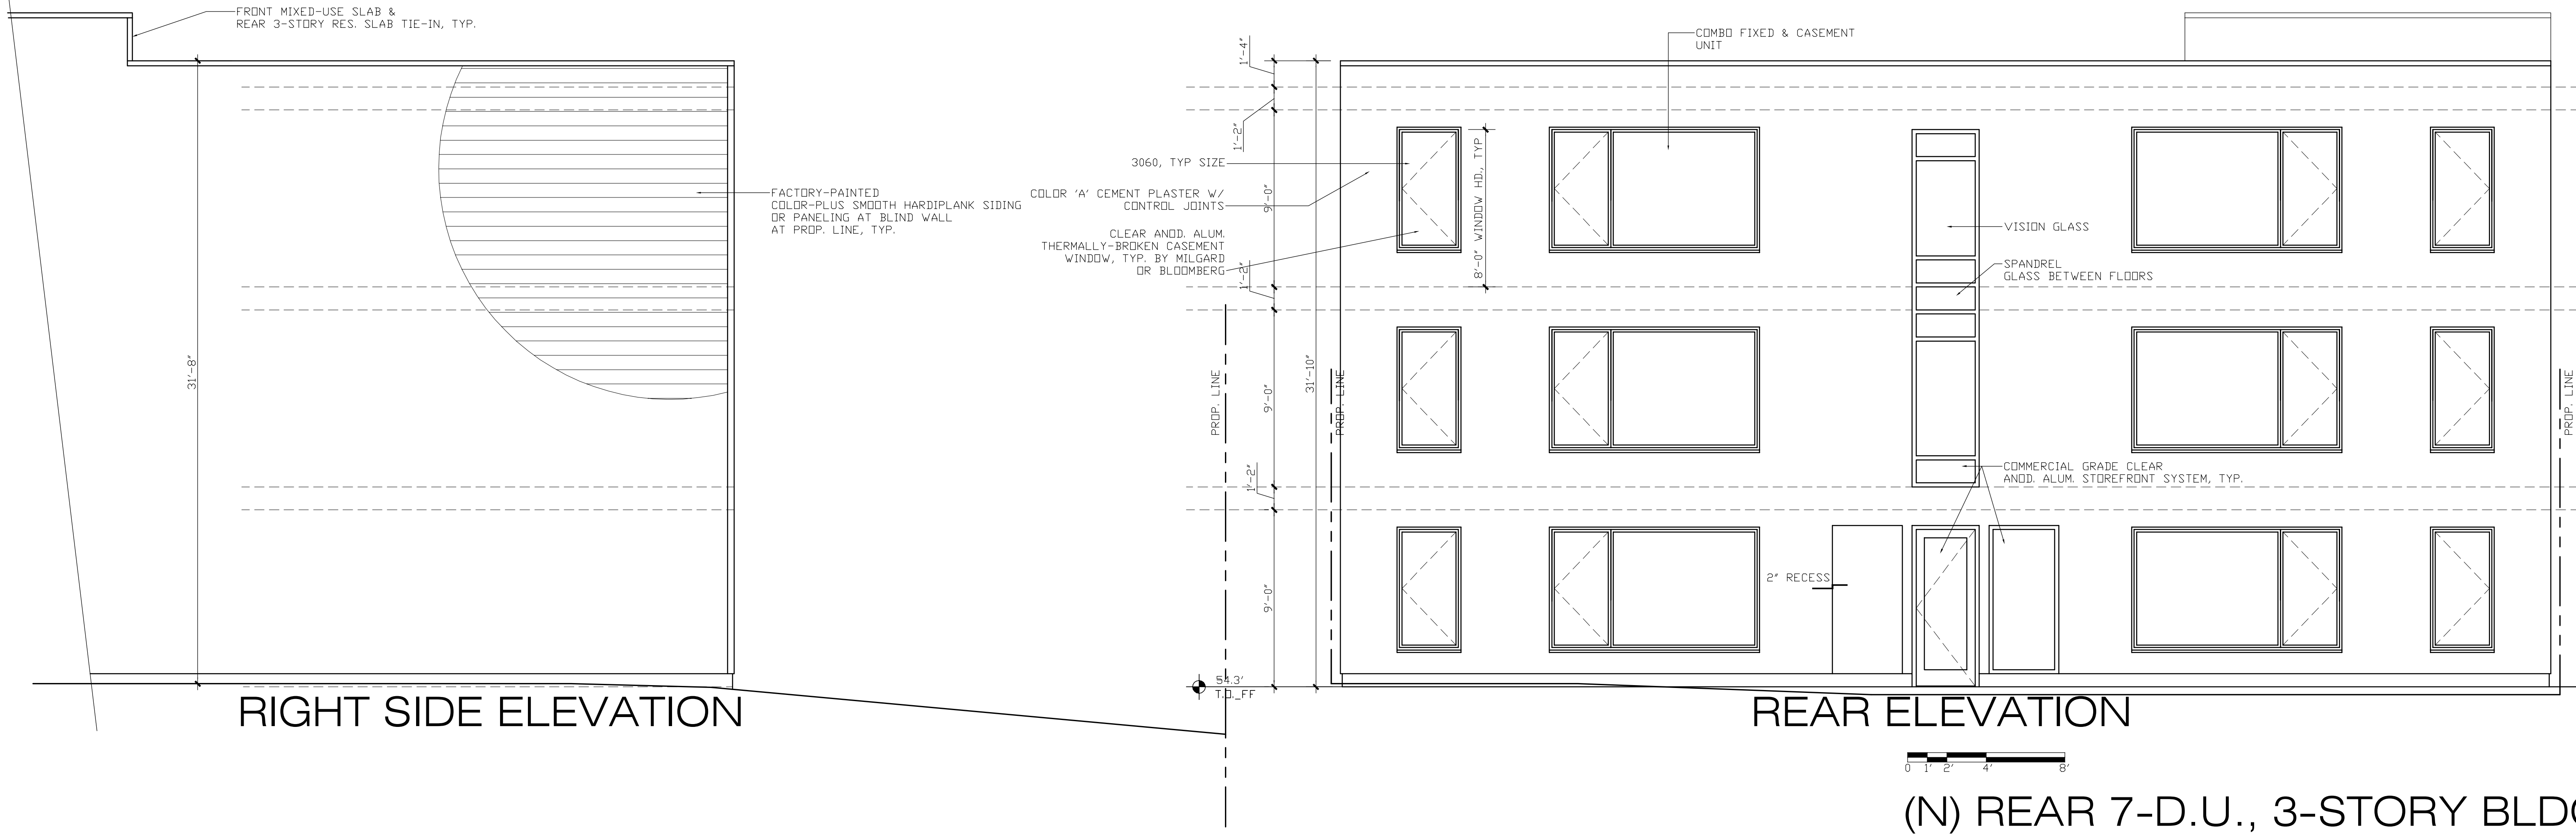 FRONT MIXED-USE SLAB &
REAR 3-STORY RES. SLAB TIE-IN, TYP.
31'-8"
FACTORY-PAINTED
COLOR-PLUS SMOOTH HARDIPLANK SIDING
OR PANELING AT BLIND WALL
AT PROP. LINE, TYP.
RIGHT SIDE ELEVATION
1'-4"
1'-2"
3060, TYP SIZE
COLOR 'A' CEMENT PLASTER W/
CONTROL JOINTS
CLEAR ANOD. ALUM.
THERMALLY-BROKEN CASEMENT
WINDOW, TYP. BY MILGARD
OR BLOOMBERG
9'-0"
1'-2"
9'-0"
31'-10"
PROP. LINE
PROP. LINE
1'-2"
9'-0"
54.3'
T.O._FF
COMBO FIXED & CASEMENT
UNIT
8'-0" WINDOW HD., TYP
VISION GLASS
SPANDREL
GLASS BETWEEN FLOORS
COMMERCIAL GRADE CLEAR
ANOD. ALUM. STOREFRONT SYSTEM, TYP.
2" RECESS
PROP. LINE
REAR ELEVATION
0 1' 2' 4' 8'
(N) REAR 7-D.U., 3-STORY BLDG